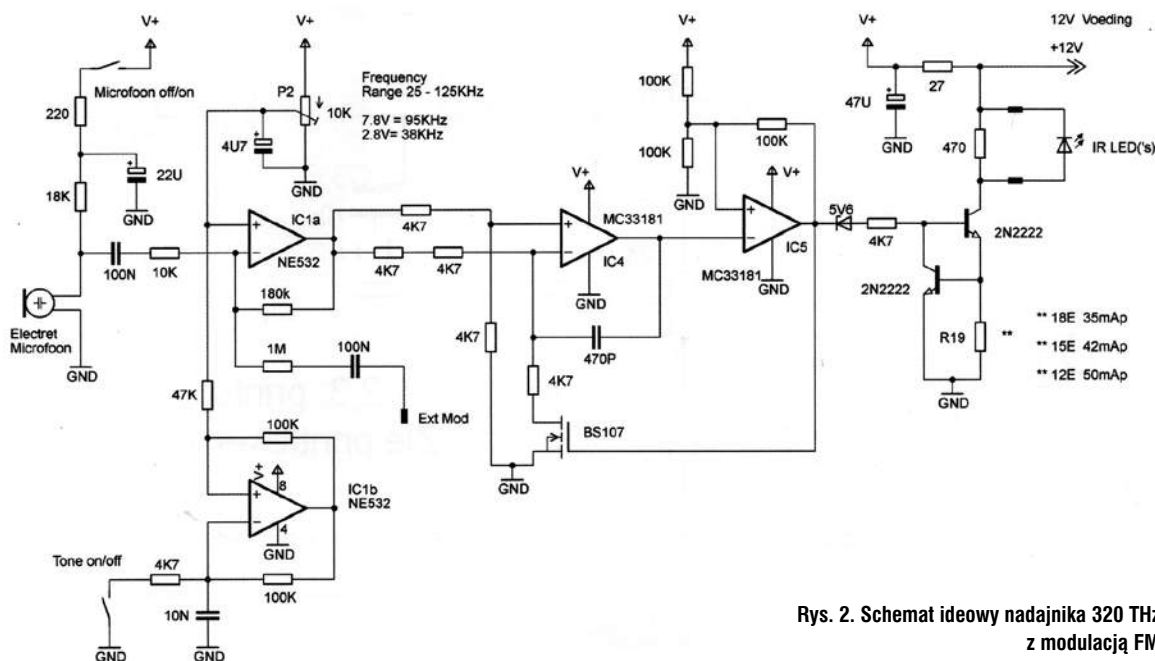 V+
Microfoon off/on
220
18K
22U
GND
100N
10K
Electret
Microfoon
GND
V+
P2
10K
4U7
GND
Frequency
Range 25 - 125KHz
7.8V = 95KHz
2.8V= 38KHz
+
-
IC1a
NE532
180k
1M
100N
Ext Mod
47K
100K
V+
8
+
-
4
GND
IC1b
NE532
Tone on/off
4K7
10N
100K
GND
GND
4K7
4K7
4K7
4K7
GND
V+
+
-
MC33181
IC4
GND
470P
4K7
BS107
V+
100K
100K
100K
GND
V+
+
-
IC5
MC33181
GND
5V6
4K7
V+
47U
GND
27
12V Voeding
+12V
470
IR LED('s)
2N2222
2N2222
R19
**
GND
** 18E 35mAp
** 15E 42mAp
** 12E 50mAp
Rys. 2. Schemat ideowy nadajnika 320 THz
z modulacją FM